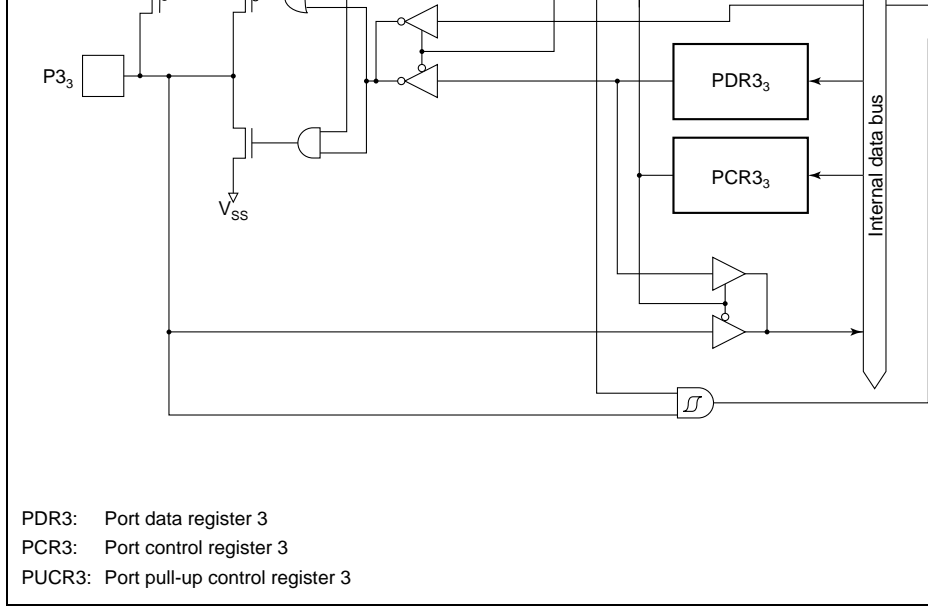 P3₃
PDR3₃
PCR3₃
Internal data bus
VSS
PDR3: Port data register 3
PCR3: Port control register 3
PUCR3: Port pull-up control register 3